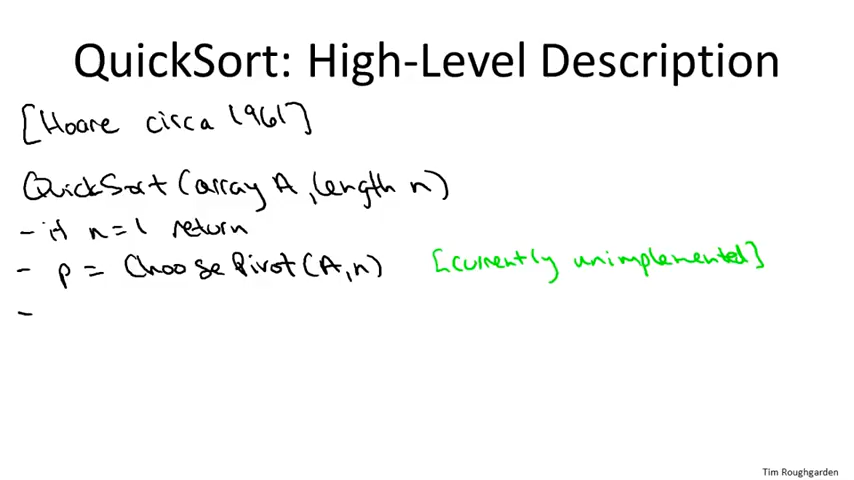 QuickSort: High-Level Description
[Hoare circa 1961]
QuickSort (array A, length n)
- if n=1 return
- p = ChoosePivot(A,n) [currently unimplemented]
-
Tim Roughgarden